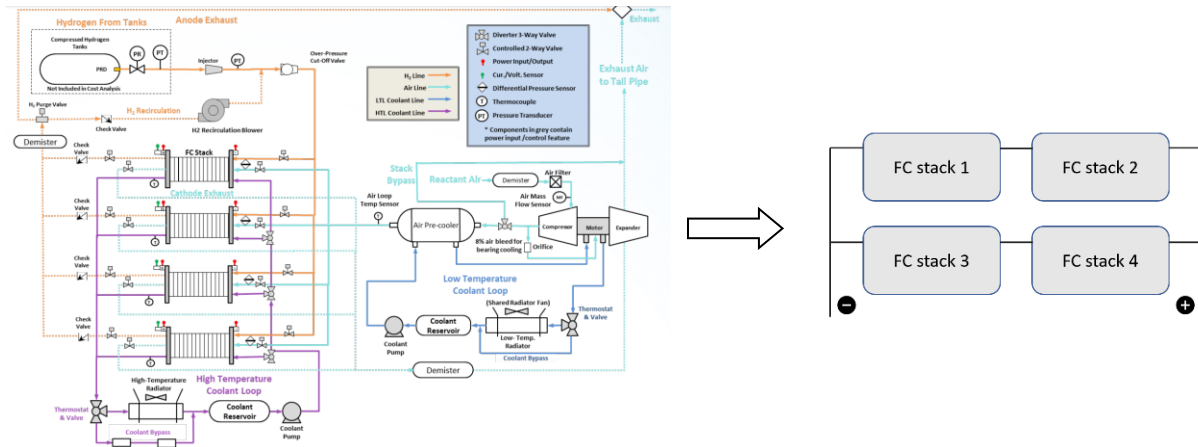 Hydrogen From Tanks
Anode Exhaust
Exhaust
Compressed Hydrogen
Tanks
PRD
PR
PT
Injector
PT
Over-Pressure
Cut-Off Valve
Not Included in Cost Analysis
H₂ Purge Valve
H₂ Recirculation
Check Valve
H2 Recirculation Blower
Demister
H₂ Line
Air Line
LTL Coolant Line
HTL Coolant Line
Diverter 3-Way Valve
Controlled 2-Way Valve
Power Input/Output
Cur./Volt. Sensor
Differential Pressure Sensor
T
Thermocouple
PT
Pressure Transducer
* Components in grey contain
power input /control feature
Exhaust Air
to Tail Pipe
Check
Valve
FC Stack
T
Cathode Exhaust
Check
Valve
T
Check
Valve
T
Check
Valve
T
Stack
Bypass
Reactant Air
Demister
Air Filter
Air Mass
Flow Sensor
MF
Air Loop
Temp Sensor
T
Air Pre-cooler
Compressor
Motor
Expander
8% air bleed for
bearing cooling
Orifice
Low Temperature
Coolant Loop
(Shared Radiator Fan)
Thermostat
& Valve
Coolant
Pump
Coolant
Reservoir
Low- Temp.
Radiator
Coolant Bypass
Demister
High Temperature
Coolant Loop
High-Temperature
Radiator
Thermostat
& Valve
Coolant
Reservoir
Coolant
Pump
Coolant Bypass
FC stack 1
FC stack 2
FC stack 3
FC stack 4
−
+